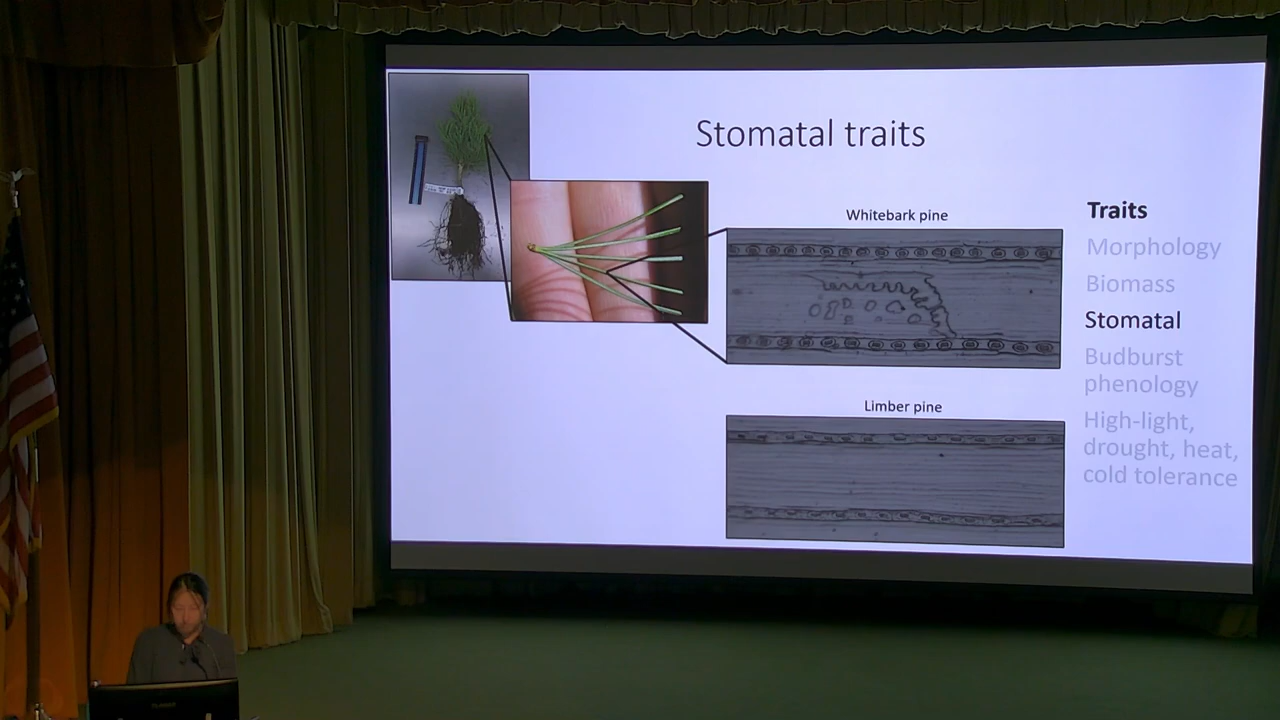 Stomatal traits
Whitebark pine
Limber pine
Traits
Morphology
Biomass
Stomatal
Budburst
phenology
High-light,
drought, heat,
cold tolerance